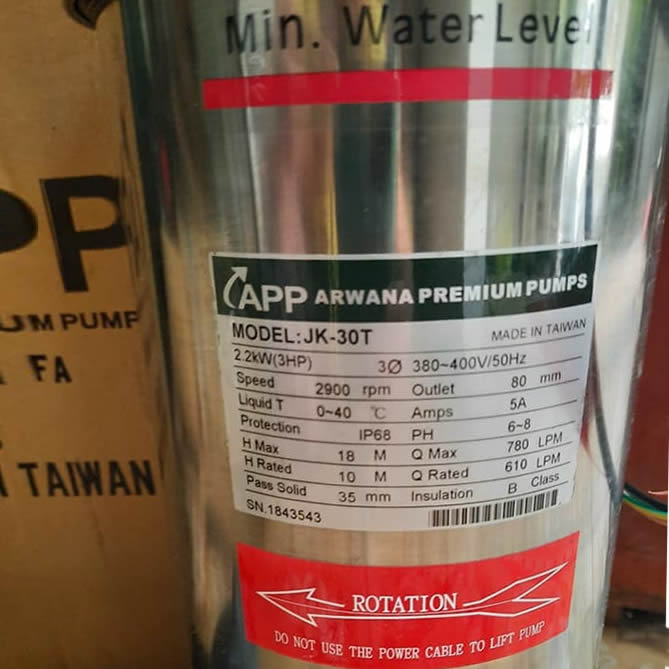 Min. Water Level
APP ARWANA PREMIUM PUMPS
MODEL:JK-30T MADE IN TAIWAN
2.2kW(3HP) 3Ø 380~400V/50Hz
Speed 2900 rpm Outlet 80 mm
Liquid T 0~40 ℃ Amps 5A
Protection IP68 PH 6~8
H Max 18 M Q Max 780 LPM
H Rated 10 M Q Rated 610 LPM
Pass Solid 35 mm Insulation B Class
SN.1843543
ROTATION
DO NOT USE THE POWER CABLE TO LIFT PUMP
PP
UM PUMP
FA
TAIWAN